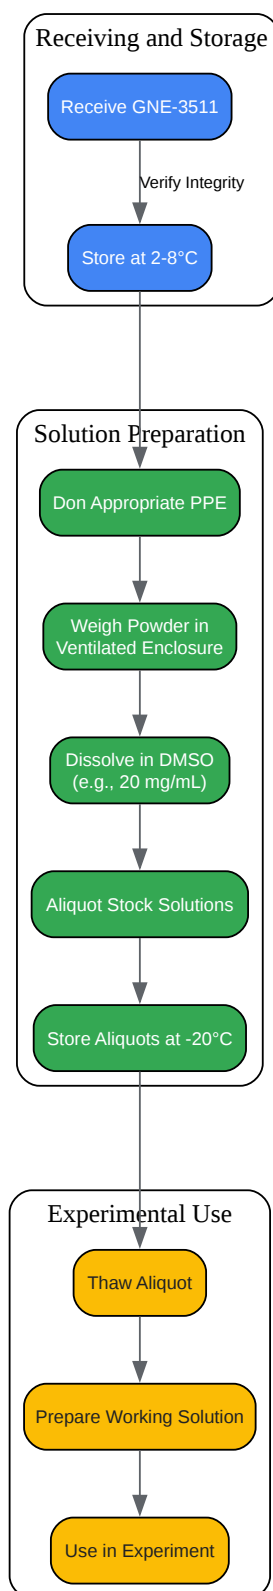 Receiving and Storage
Receive GNE-3511
Verify Integrity
Store at 2-8°C
Solution Preparation
Don Appropriate PPE
Weigh Powder in
Ventilated Enclosure
Dissolve in DMSO
(e.g., 20 mg/mL)
Aliquot Stock Solutions
Store Aliquots at -20°C
Experimental Use
Thaw Aliquot
Prepare Working Solution
Use in Experiment